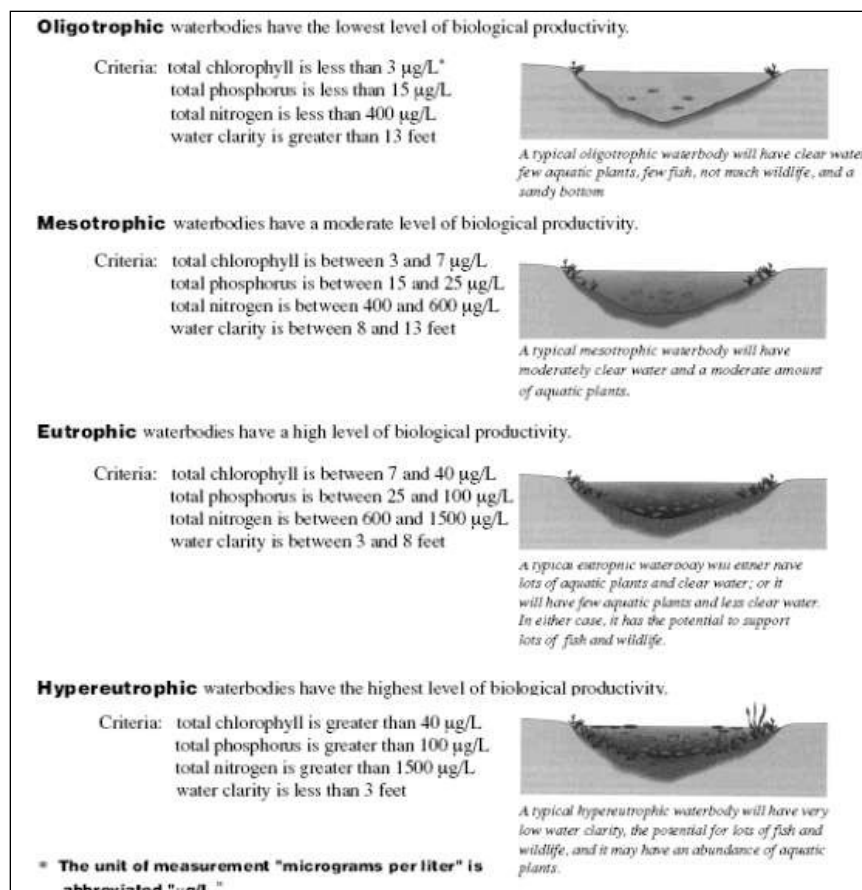 Oligotrophic waterbodies have the lowest level of biological productivity.
Criteria: total chlorophyll is less than 3 µg/L*
total phosphorus is less than 15 µg/L
total nitrogen is less than 400 µg/L
water clarity is greater than 13 feet
A typical oligotrophic waterbody will have clear water
few aquatic plants, few fish, not much wildlife, and a
sandy bottom
Mesotrophic waterbodies have a moderate level of biological productivity.
Criteria: total chlorophyll is between 3 and 7 µg/L
total phosphorus is between 15 and 25 µg/L
total nitrogen is between 400 and 600 µg/L
water clarity is between 8 and 13 feet
A typical mesotrophic waterbody will have
moderately clear water and a moderate amount
of aquatic plants.
Eutrophic waterbodies have a high level of biological productivity.
Criteria: total chlorophyll is between 7 and 40 µg/L
total phosphorus is between 25 and 100 µg/L
total nitrogen is between 600 and 1500 µg/L
water clarity is between 3 and 8 feet
A typical eutrophic waterbody will either have
lots of aquatic plants and clear water; or it
will have few aquatic plants and less clear water.
In either case, it has the potential to support
lots of fish and wildlife.
Hypereutrophic waterbodies have the highest level of biological productivity.
Criteria: total chlorophyll is greater than 40 µg/L
total phosphorus is greater than 100 µg/L
total nitrogen is greater than 1500 µg/L
water clarity is less than 3 feet
A typical hypereutrophic waterbody will have very
low water clarity, the potential for lots of fish and
wildlife, and it may have an abundance of aquatic
plants.
* The unit of measurement "micrograms per liter" is
abbreviated "µg/L"